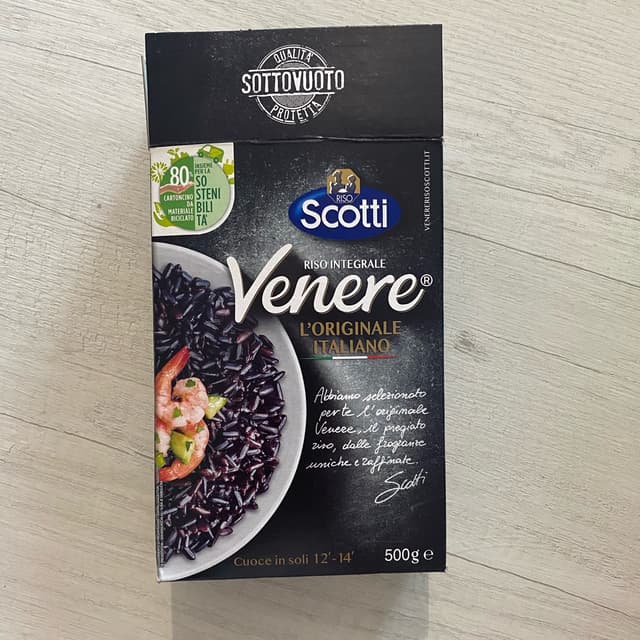 QUALITA'
SOTTOVUOTO
PROTETTA
80%
CARTONCINO
DA
MATERIALE
RICICLATO
INSIEME
PER LA
SO
STENI
BILI
TA'
RISO
Scotti
VENERERISOSCOTTI.IT
RISO INTEGRALE
Venere®
L'ORIGINALE
ITALIANO
Abbiamo selezionato
per te l'originale
Venere, il pregiato
riso, dalle fragranze
uniche e raffinate.
Scotti
Cuoce in soli 12'-14'
500g e